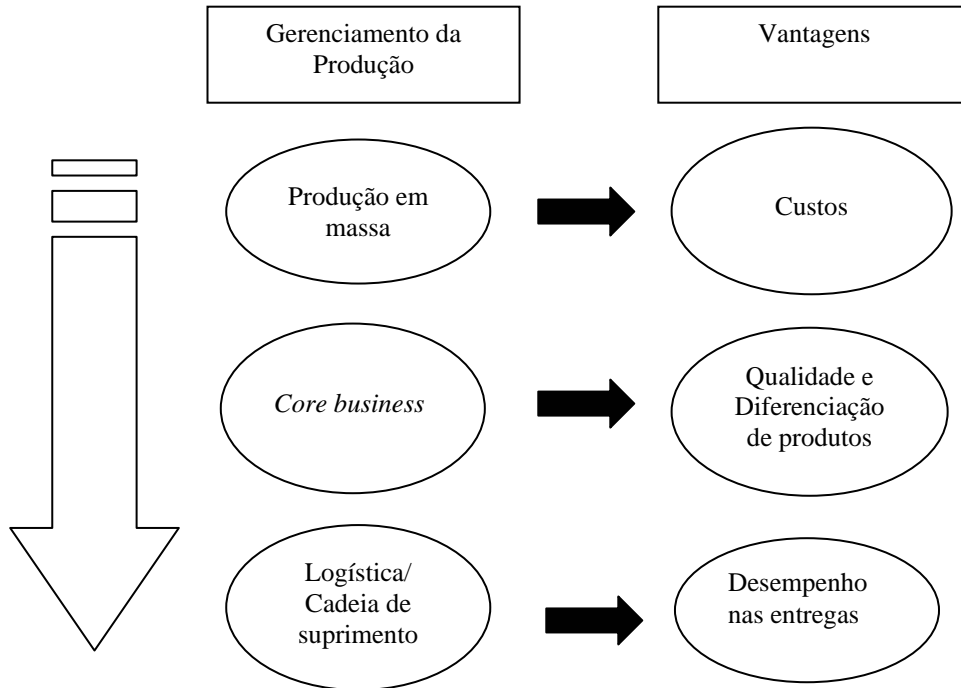 Gerenciamento da
Produção
Vantagens
Produção em
massa
Custos
Core business
Qualidade e
Diferenciação
de produtos
Logística/
Cadeia de
suprimento
Desempenho
nas entregas